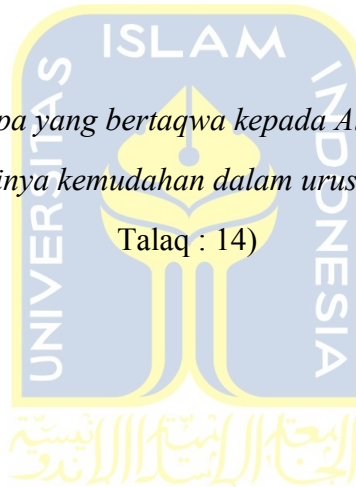 ISLAM
UNIVERSITAS
INDONESIA
pa yang bertaqwa kepada A
inya kemudahan dalam urus
Talaq : 14)